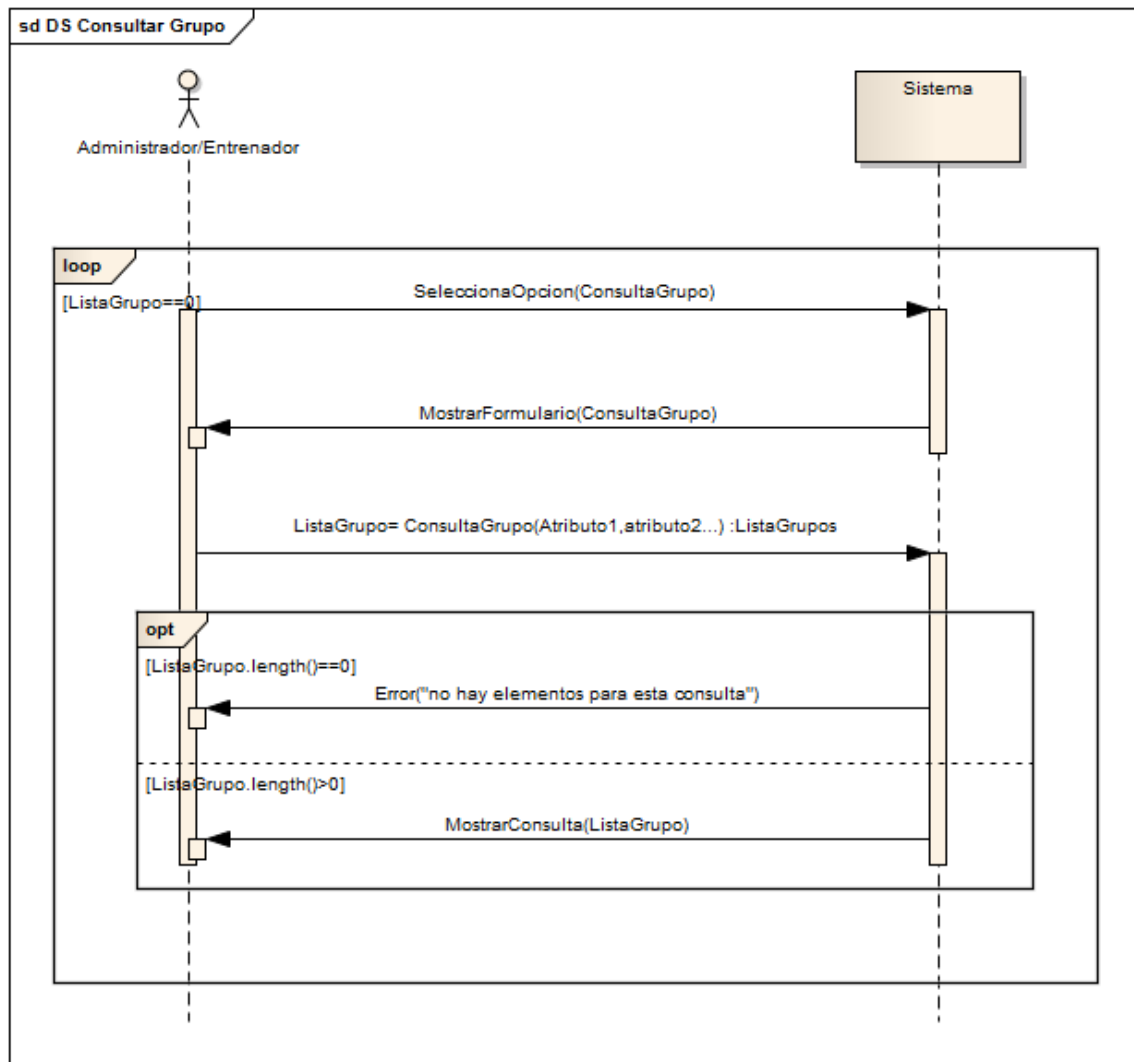 sd DS Consultar Grupo
Administrador/Entrenador
Sistema
loop
[ListaGrupo==0]
SeleccionaOpcion(ConsultaGrupo)
MostrarFormulario(ConsultaGrupo)
ListaGrupo= ConsultaGrupo(Atributo1,atributo2...) :ListaGrupos
opt
[ListaGrupo.length()==0]
Error("no hay elementos para esta consulta")
[ListaGrupo.length()>0]
MostrarConsulta(ListaGrupo)